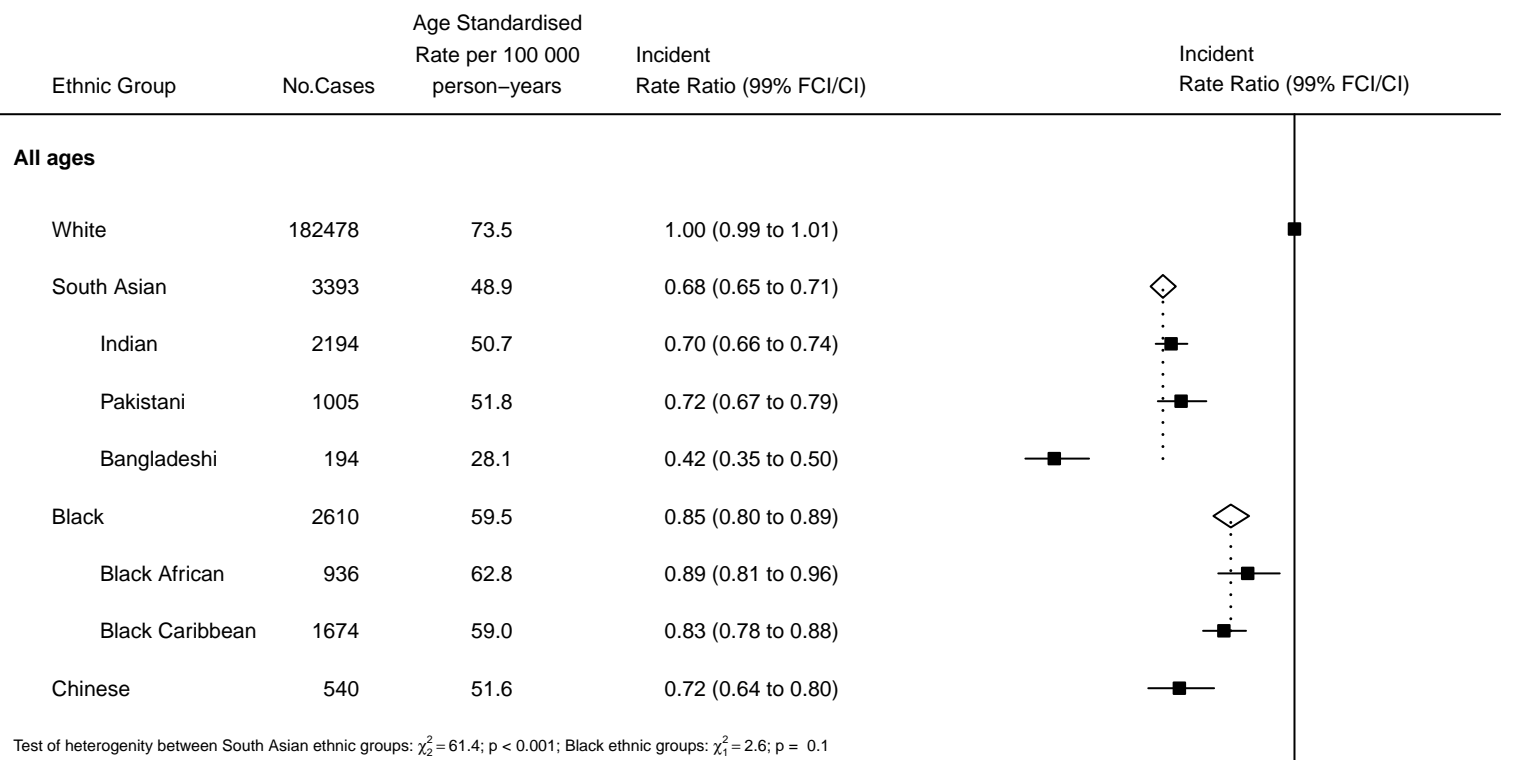 Age Standardised
Rate per 100 000 Incident Incident
Ethnic Group No.Cases person−years Rate Ratio (99% FCI/CI) Rate Ratio (99% FCI/CI)
All ages
White 182478 73.5 1.00 (0.99 to 1.01)
South Asian 3393 48.9 0.68 (0.65 to 0.71)
Indian 2194 50.7 0.70 (0.66 to 0.74)
Pakistani 1005 51.8 0.72 (0.67 to 0.79)
Bangladeshi 194 28.1 0.42 (0.35 to 0.50)
Black 2610 59.5 0.85 (0.80 to 0.89)
Black African 936 62.8 0.89 (0.81 to 0.96)
Black Caribbean 1674 59.0 0.83 (0.78 to 0.88)
Chinese 540 51.6 0.72 (0.64 to 0.80)
Test of heterogenity between South Asian ethnic groups: χ²₂ = 61.4; p < 0.001; Black ethnic groups: χ²₁ = 2.6; p = 0.1